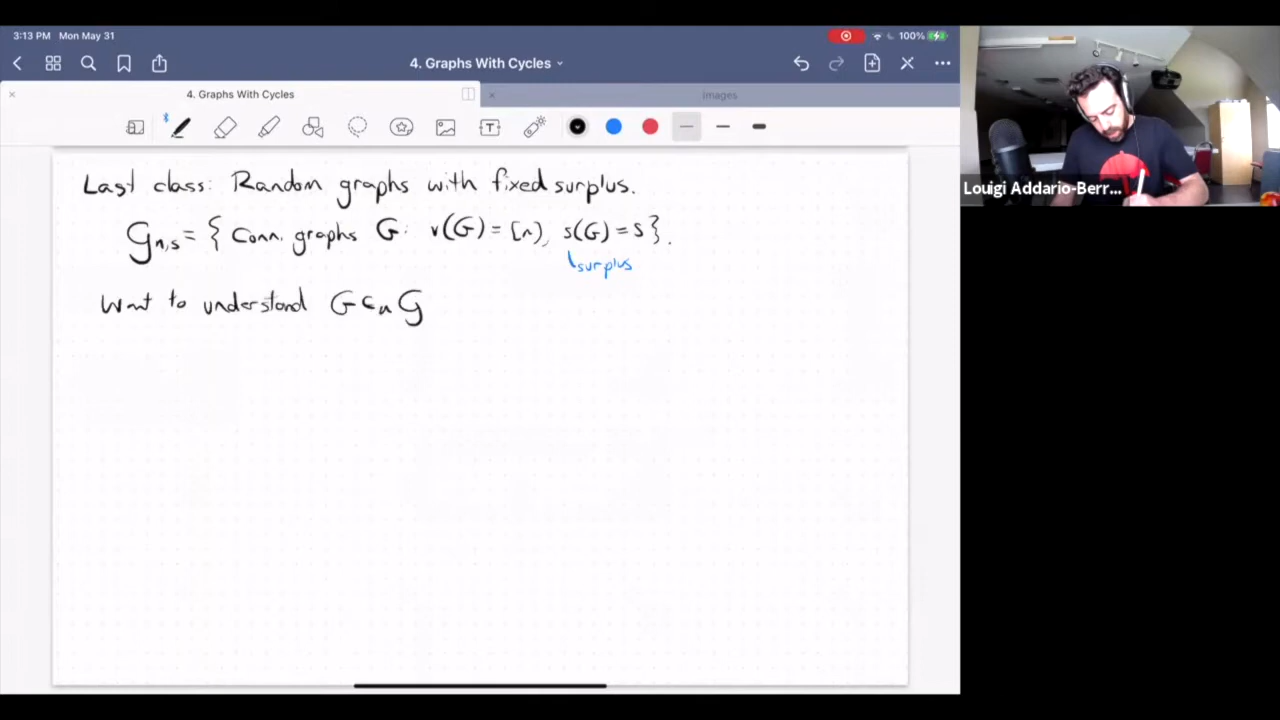 3:13 PM Mon May 31
100%
4. Graphs With Cycles
4. Graphs With Cycles
Images
Last class: Random graphs with fixed surplus.
G_{n,s} = { Conn. graphs G: v(G) = [n], s(G) = s }.
surplus
Want to understand G ∈_u G
Louigi Addario-Berr...